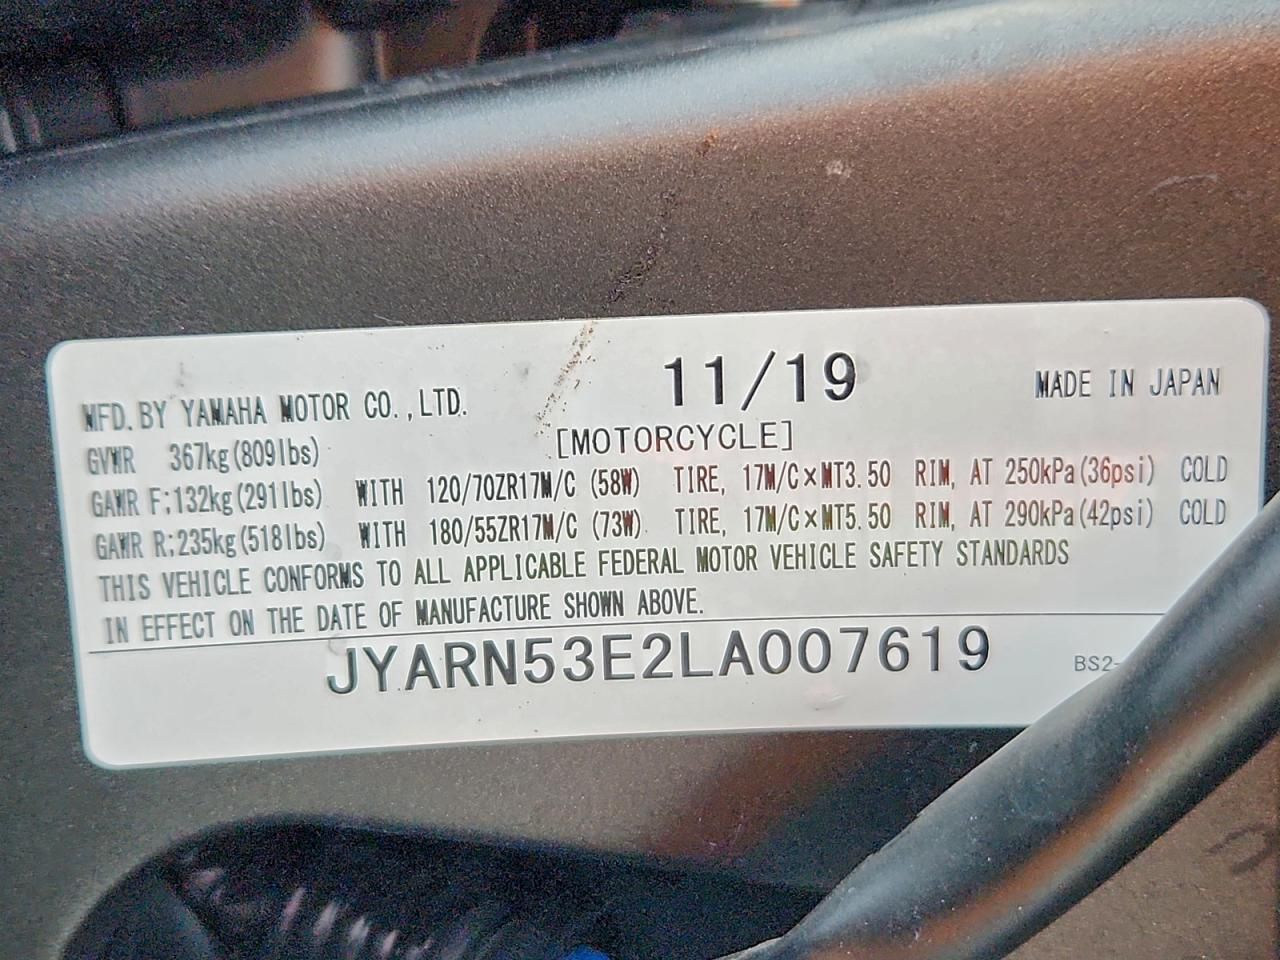 11/19
MADE IN JAPAN
MFD. BY YAMAHA MOTOR CO.,LTD.
[MOTORCYCLE]
GVWR 367kg(809lbs)
GAWR F:132kg(291lbs) WITH 120/70ZR17M/C (58W) TIRE, 17M/C×MT3.50 RIM, AT 250kPa(36psi) COLD
GAWR R:235kg(518lbs) WITH 180/55ZR17M/C (73W) TIRE, 17M/C×MT5.50 RIM, AT 290kPa(42psi) COLD
THIS VEHICLE CONFORMS TO ALL APPLICABLE FEDERAL MOTOR VEHICLE SAFETY STANDARDS
IN EFFECT ON THE DATE OF MANUFACTURE SHOWN ABOVE.
JYARN53E2LA007619
BS2-